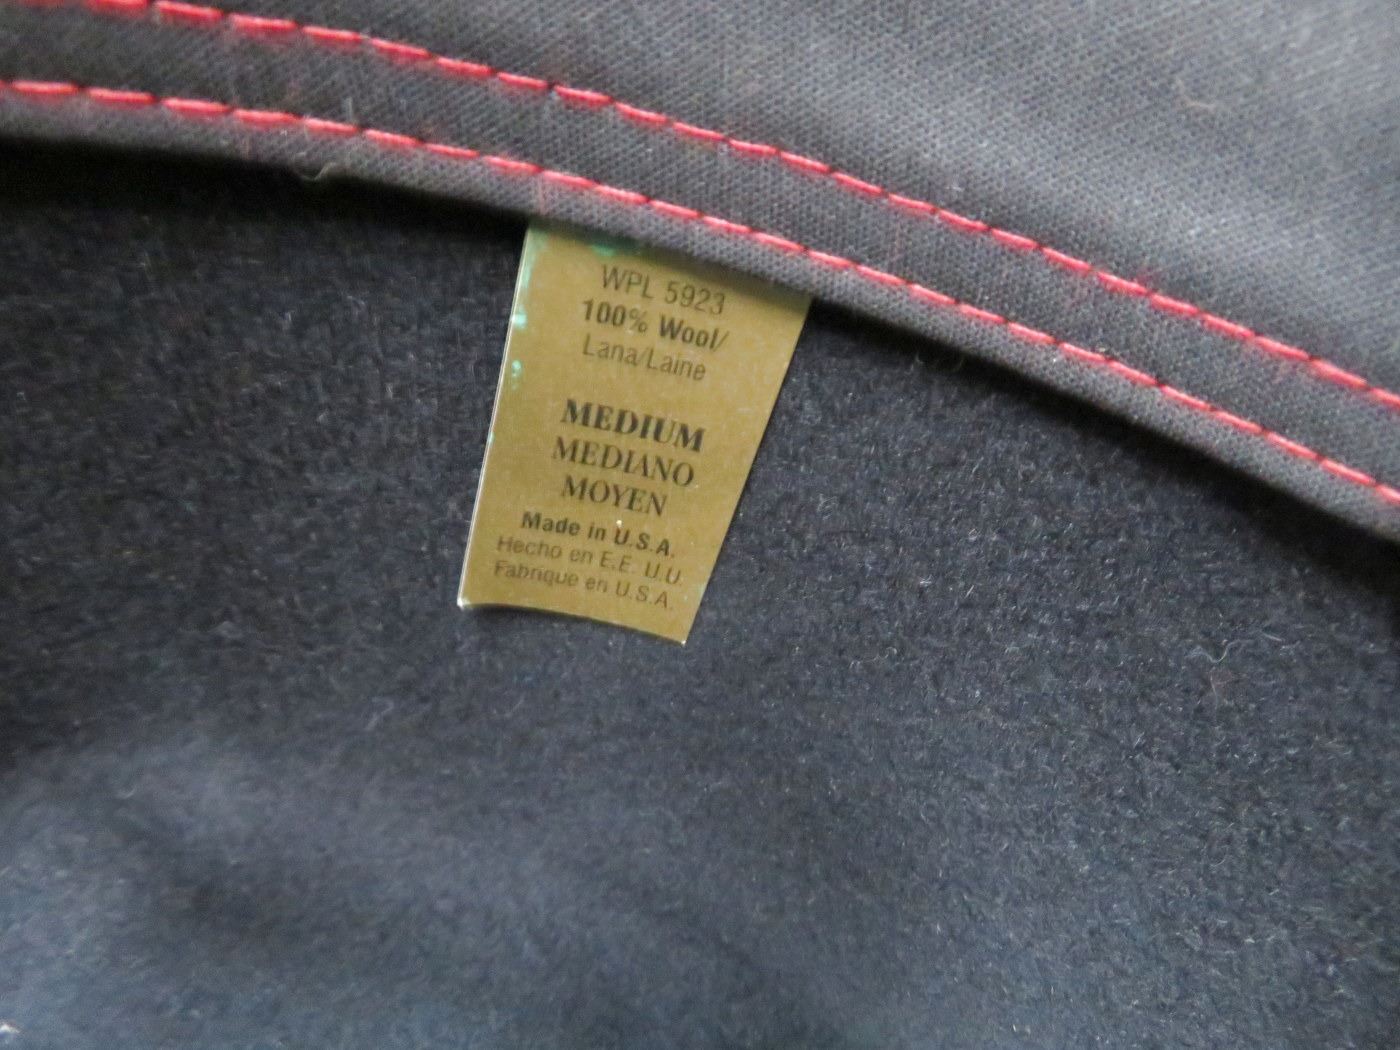 WPL 5923
100% Wool/
Lana/Laine
MEDIUM
MEDIANO
MOYEN
Made in U.S.A.
Hecho en E.E. U.U.
Fabrique en U.S.A.